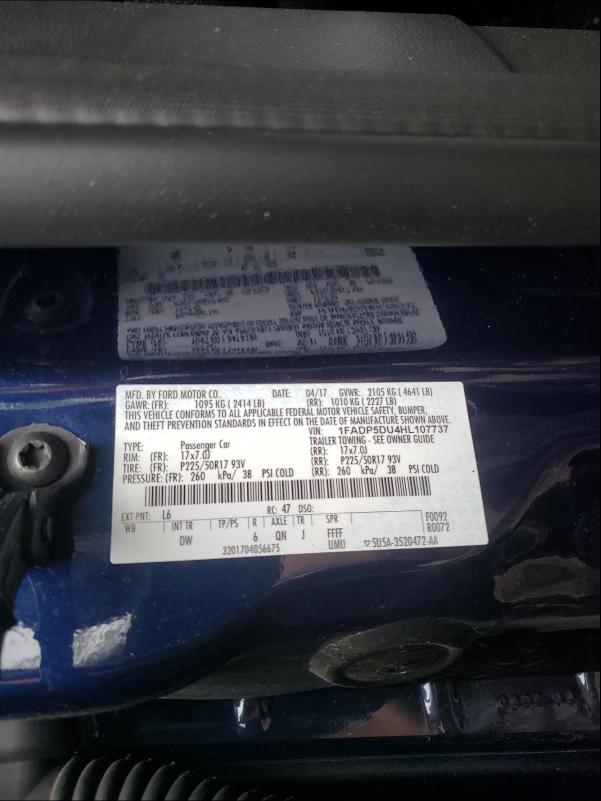 MFD. BY FORD MOTOR CO. DATE: 04/17 GVWR: 2105 KG ( 4641 LB)
GAWR: (FR): 1095 KG ( 2414 LB) (RR): 1010 KG ( 2227 LB)
THIS VEHICLE CONFORMS TO ALL APPLICABLE FEDERAL MOTOR VEHICLE SAFETY, BUMPER,
AND THEFT PREVENTION STANDARDS IN EFFECT ON THE DATE OF MANUFACTURE SHOWN ABOVE.
VIN: 1FADP5DU4HL107737
TYPE: Passenger Car TRAILER TOWING - SEE OWNER GUIDE
RIM: (FR): 17x7.0J (RR): 17x7.0J
TIRE: (FR): P225/50R17 93V (RR): P225/50R17 93V
PRESSURE: (FR): 260 kPa/ 38 PSI COLD (RR): 260 kPa/ 38 PSI COLD
EXT PNT: L6 RC: 47 DSO: F0092
WB INT TR TP/PS R AXLE TR SPR R0072
DW 6 QN J FFFF
3201704056675 UMU ▽5U5A-3520472-AA